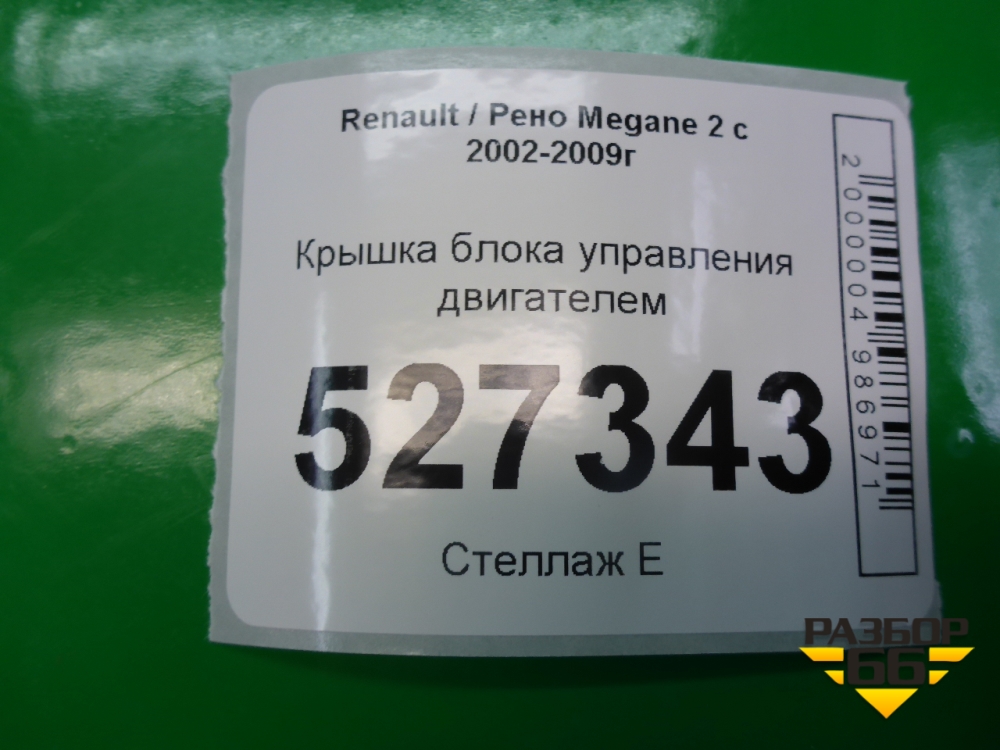 Renault / Рено Megane 2 с
2002-2009г
Крышка блока управления
двигателем
527343
Стеллаж Е
2000004986971
РАЗБОР
66